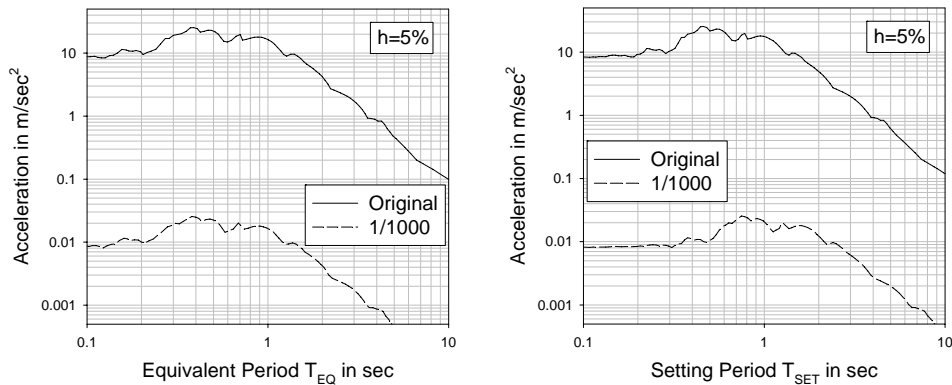 h=5%
10
1
0.1
0.01
0.001
Acceleration in m/sec²
Original
1/1000
0.1
1
10
Equivalent Period T_EQ in sec
h=5%
10
1
0.1
0.01
0.001
Acceleration in m/sec²
Original
1/1000
0.1
1
10
Setting Period T_SET in sec